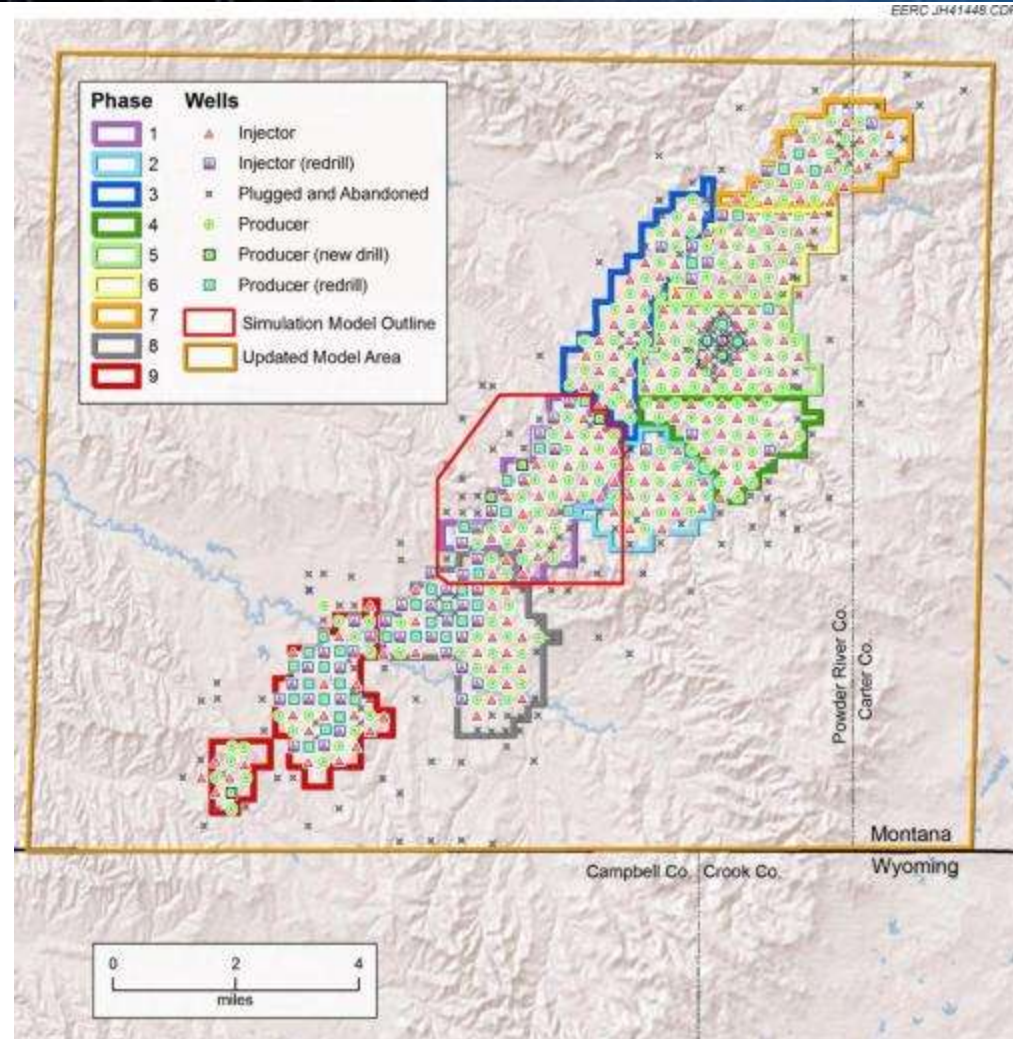 EERC JH41448.CDR
Phase Wells
1 Injector
2 Injector (redrill)
3 Plugged and Abandoned
4 Producer
5 Producer (new drill)
6 Producer (redrill)
7 Simulation Model Outline
8 Updated Model Area
9
Powder River Co.
Carter Co.
Montana
Wyoming
Campbell Co. Crook Co.
0 2 4
miles